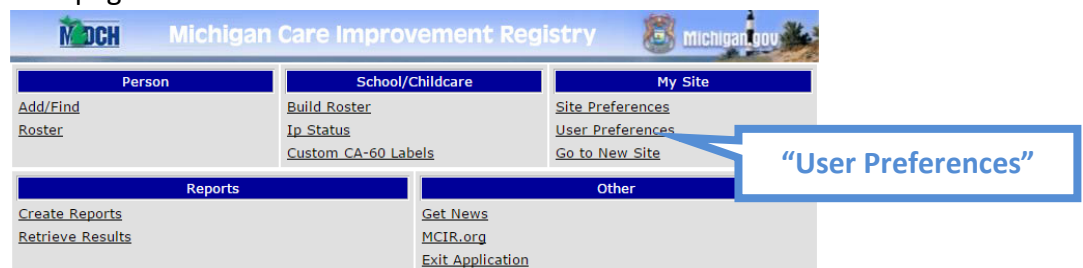 MDCH Michigan Care Improvement Registry Michigan.gov
Person School/Childcare My Site
Add/Find Build Roster Site Preferences
Roster Ip Status User Preferences
Custom CA-60 Labels Go to New Site
“User Preferences”
Reports Other
Create Reports Get News
Retrieve Results MCIR.org
Exit Application